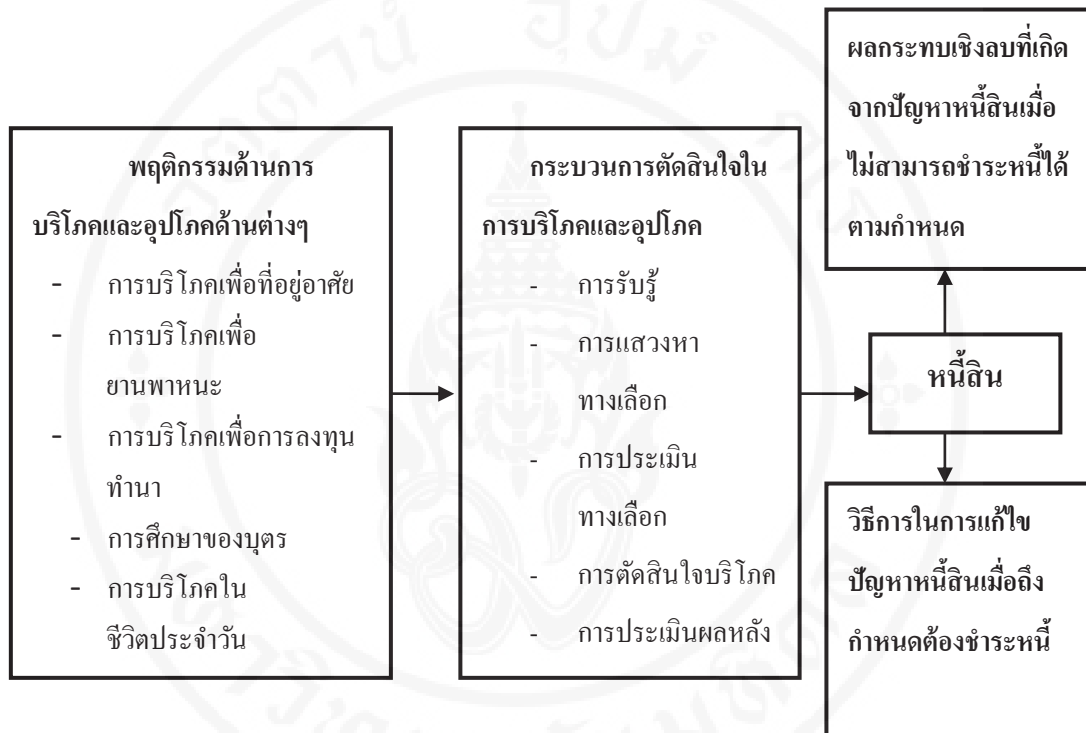 พฤติกรรมด้านการ
บริโภคและอุปโภคด้านต่างๆ
- การบริโภคเพื่อที่อยู่อาศัย
- การบริโภคเพื่อ
ยานพาหนะ
- การบริโภคเพื่อการลงทุน
ทำนา
- การศึกษาของบุตร
- การบริโภคใน
ชีวิตประจำวัน
กระบวนการตัดสินใจใน
การบริโภคและอุปโภค
- การรับรู้
- การแสวงหา
ทางเลือก
- การประเมิน
ทางเลือก
- การตัดสินใจบริโภค
- การประเมินผลหลัง
ผลกระทบเชิงลบที่เกิด
จากปัญหาหนี้สินเมื่อ
ไม่สามารถชำระหนี้ได้
ตามกำหนด
หนี้สิน
วิธีการในการแก้ไข
ปัญหาหนี้สินเมื่อถึง
กำหนดต้องชำระหนี้